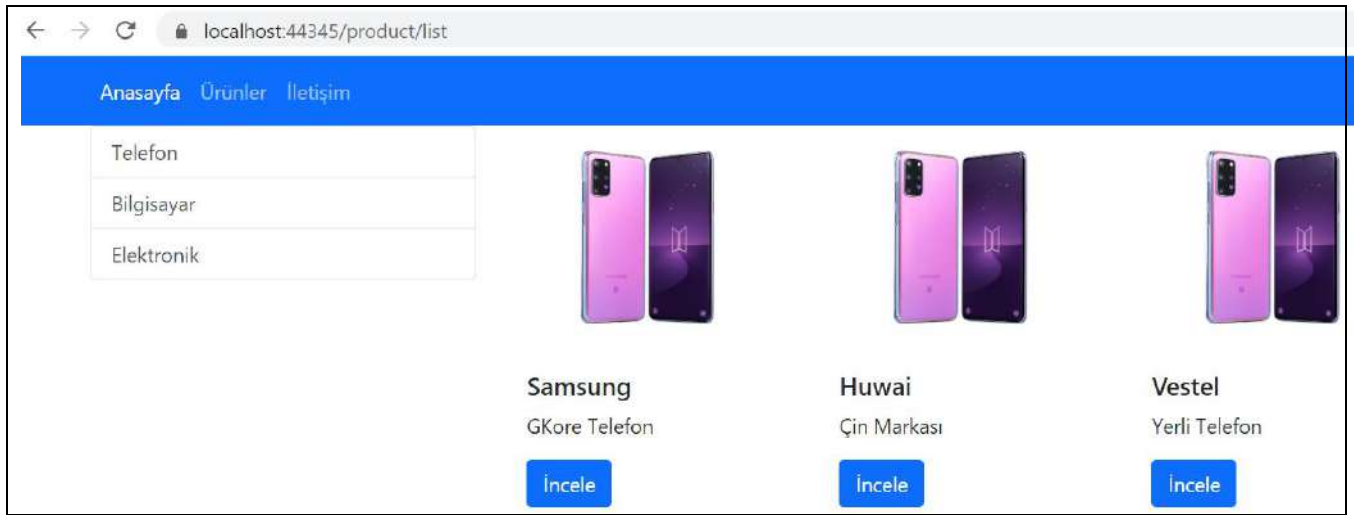 localhost:44345/product/list
Anasayfa Ürünler İletişim
Telefon
Bilgisayar
Elektronik
Samsung Huwai Vestel
GKore Telefon Çin Markası Yerli Telefon
İncele İncele İncele